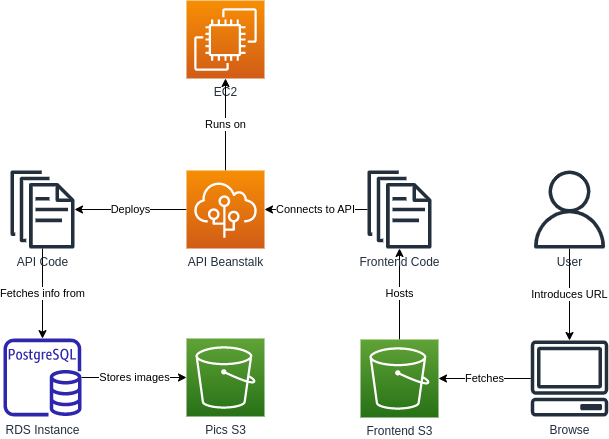 EC2
Runs on
Deploys
Connects to API
API Code
API Beanstalk
Frontend Code
User
Fetches info from
Hosts
Introduces URL
PostgreSQL
Stores images
Fetches
RDS Instance
Pics S3
Frontend S3
Browse